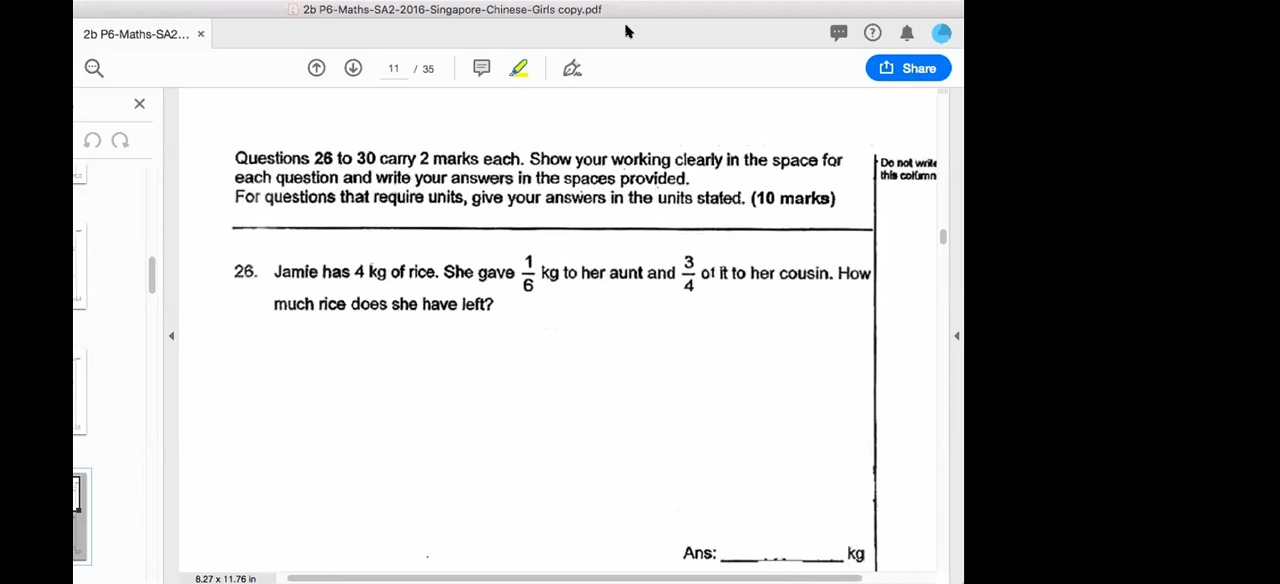 2b P6-Maths-SA2-2016-Singapore-Chinese-Girls copy.pdf
2b P6-Maths-SA2... ×
11 / 35
Share
Questions 26 to 30 carry 2 marks each. Show your working clearly in the space for
each question and write your answers in the spaces provided.
For questions that require units, give your answers in the units stated. (10 marks)
Do not write
this column
26. Jamie has 4 kg of rice. She gave 1/6 kg to her aunt and 3/4 of it to her cousin. How
much rice does she have left?
Ans: ____________ kg
8.27 x 11.76 in